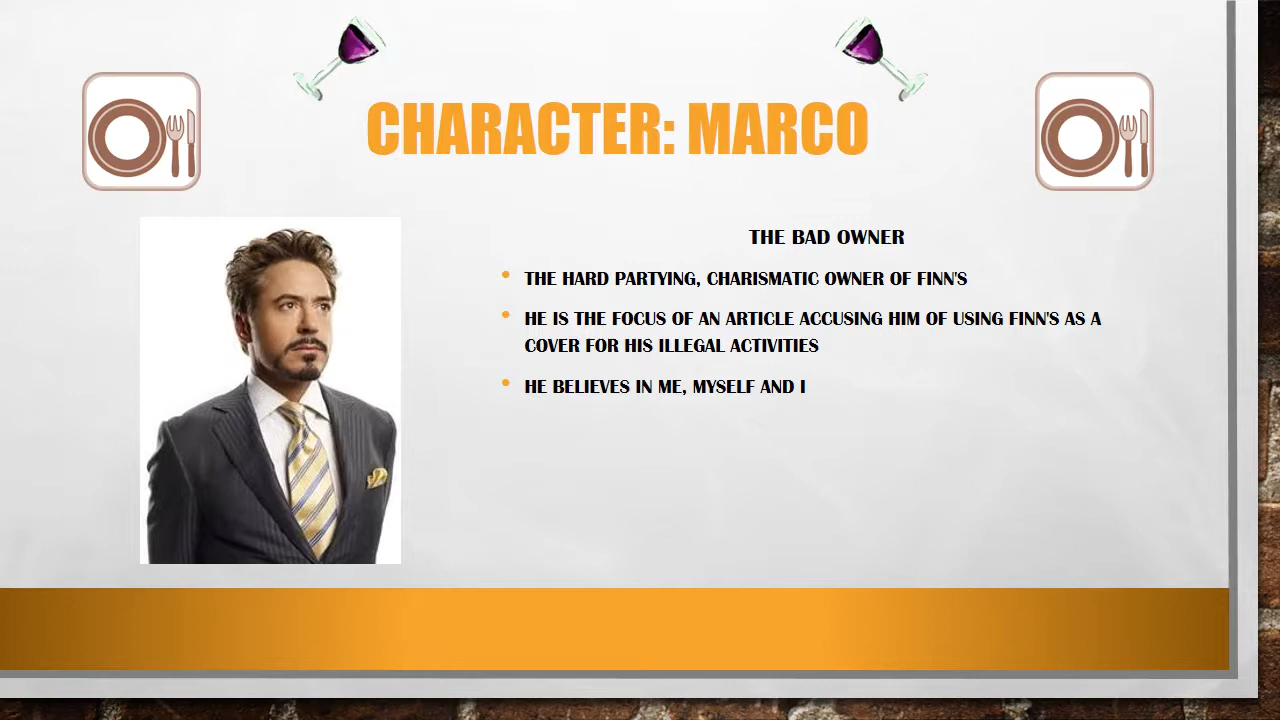 CHARACTER: MARCO
THE BAD OWNER
THE HARD PARTYING, CHARISMATIC OWNER OF FINN'S
HE IS THE FOCUS OF AN ARTICLE ACCUSING HIM OF USING FINN'S AS A
COVER FOR HIS ILLEGAL ACTIVITIES
HE BELIEVES IN ME, MYSELF AND I